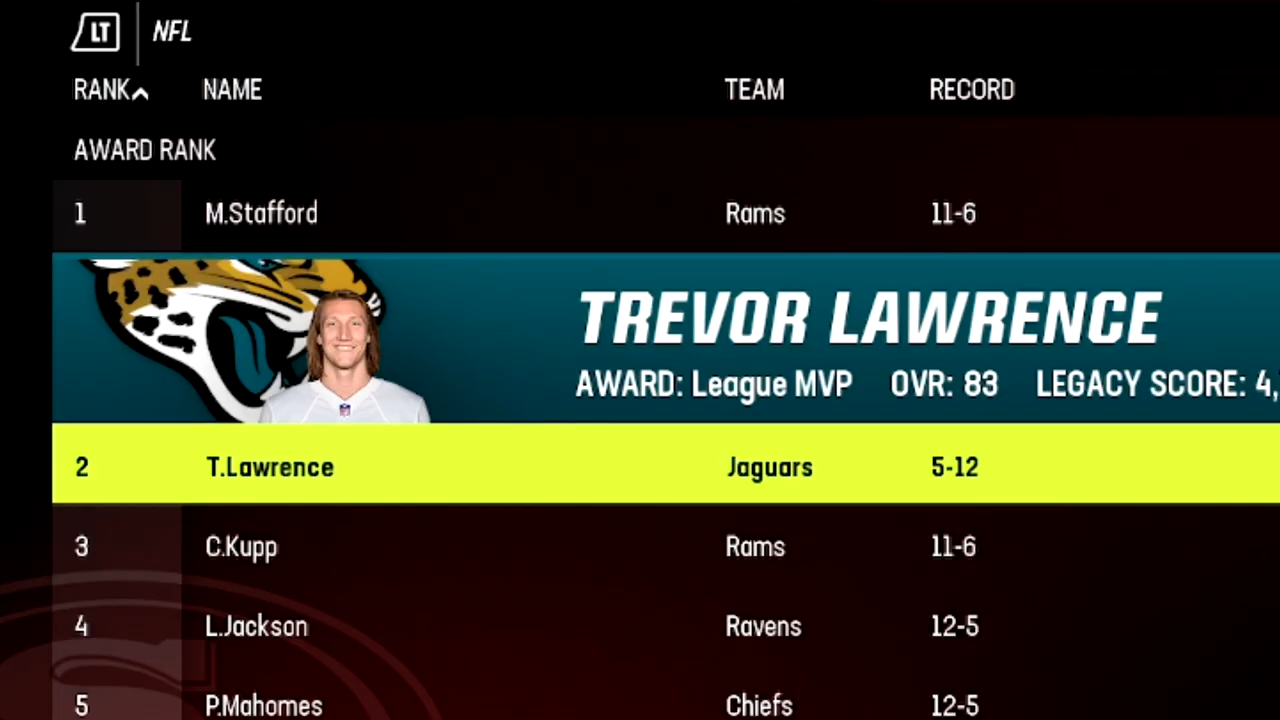 LT NFL
RANK NAME TEAM RECORD
AWARD RANK
1 M.Stafford Rams 11-6
TREVOR LAWRENCE
AWARD: League MVP OVR: 83 LEGACY SCORE: 4,
2 T.Lawrence Jaguars 5-12
3 C.Kupp Rams 11-6
4 L.Jackson Ravens 12-5
5 P.Mahomes Chiefs 12-5